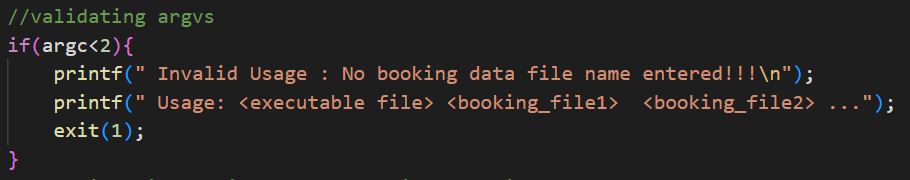 //validating argvs
if(argc<2){
    printf(" Invalid Usage : No booking data file name entered!!!\n");
    printf(" Usage: <executable file> <booking_file1>  <booking_file2> ...");
    exit(1);
}